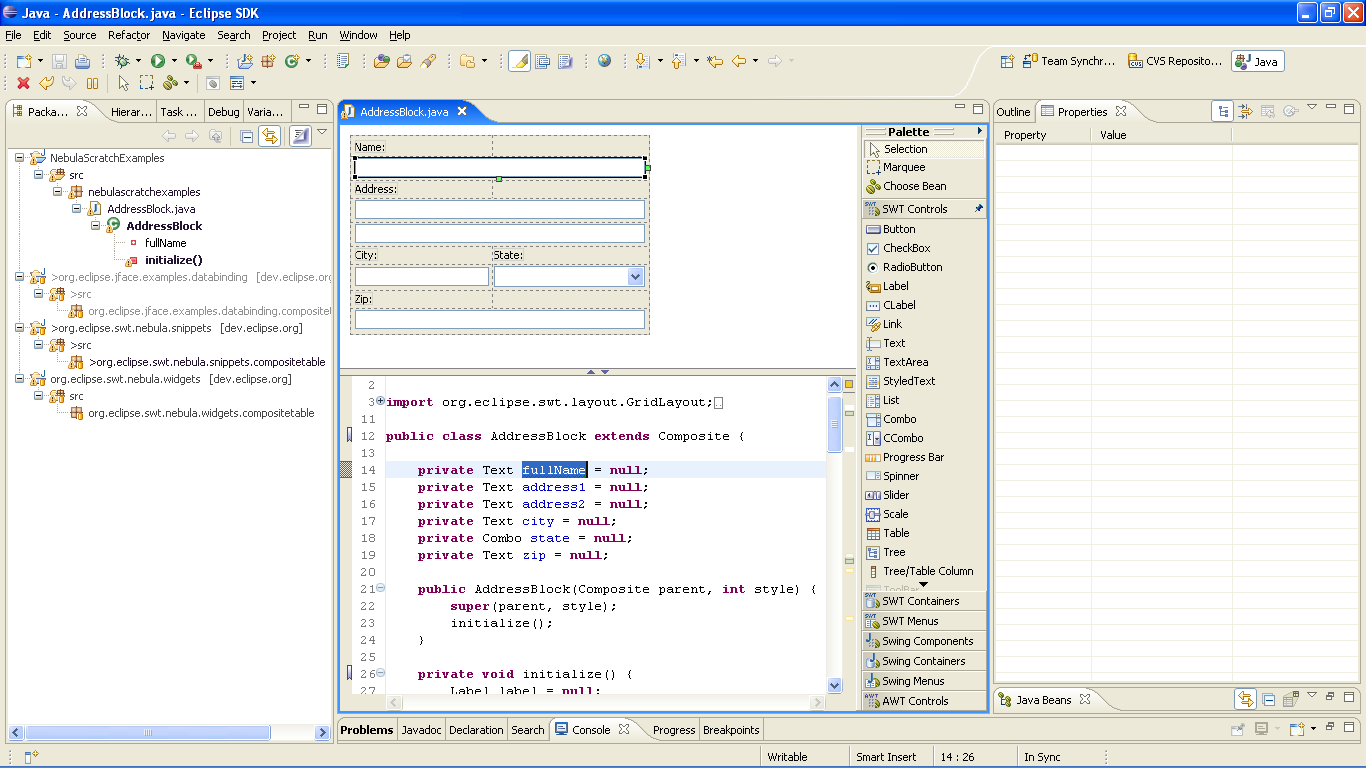 Java - AddressBlock.java - Eclipse SDK
File Edit Source Refactor Navigate Search Project Run Window Help
Team Synchr... CVS Reposito... Java
Packa... Hierar... Task ... Debug Varia...
NebulaScratchExamples
src
nebulascratchexamples
AddressBlock.java
AddressBlock
fullName
initialize()
>org.eclipse.jface.examples.databinding [dev.eclipse.org
>src
org.eclipse.jface.examples.databinding.composite
>org.eclipse.swt.nebula.snippets [dev.eclipse.org]
>src
>org.eclipse.swt.nebula.snippets.compositetable
org.eclipse.swt.nebula.widgets [dev.eclipse.org]
src
org.eclipse.swt.nebula.widgets.compositetable
AddressBlock.java
Name:
Address:
City: State:
Zip:
Palette
Selection
Marquee
Choose Bean
SWT Controls
Button
CheckBox
RadioButton
Label
CLabel
Link
Text
TextArea
StyledText
List
Combo
CCombo
Progress Bar
Spinner
Slider
Scale
Table
Tree
Tree/Table Column
ToolBar
SWT Containers
SWT Menus
Swing Components
Swing Containers
Swing Menus
AWT Controls
2
3 import org.eclipse.swt.layout.GridLayout;
11
12 public class AddressBlock extends Composite {
13
14 private Text fullName = null;
15 private Text address1 = null;
16 private Text address2 = null;
17 private Text city = null;
18 private Combo state = null;
19 private Text zip = null;
20
21 public AddressBlock(Composite parent, int style) {
22 super(parent, style);
23 initialize();
24 }
25
26 private void initialize() {
27 Label label = null;
Outline Properties
Property Value
Java Beans
Problems Javadoc Declaration Search Console Progress Breakpoints
Writable Smart Insert 14 : 26 In Sync